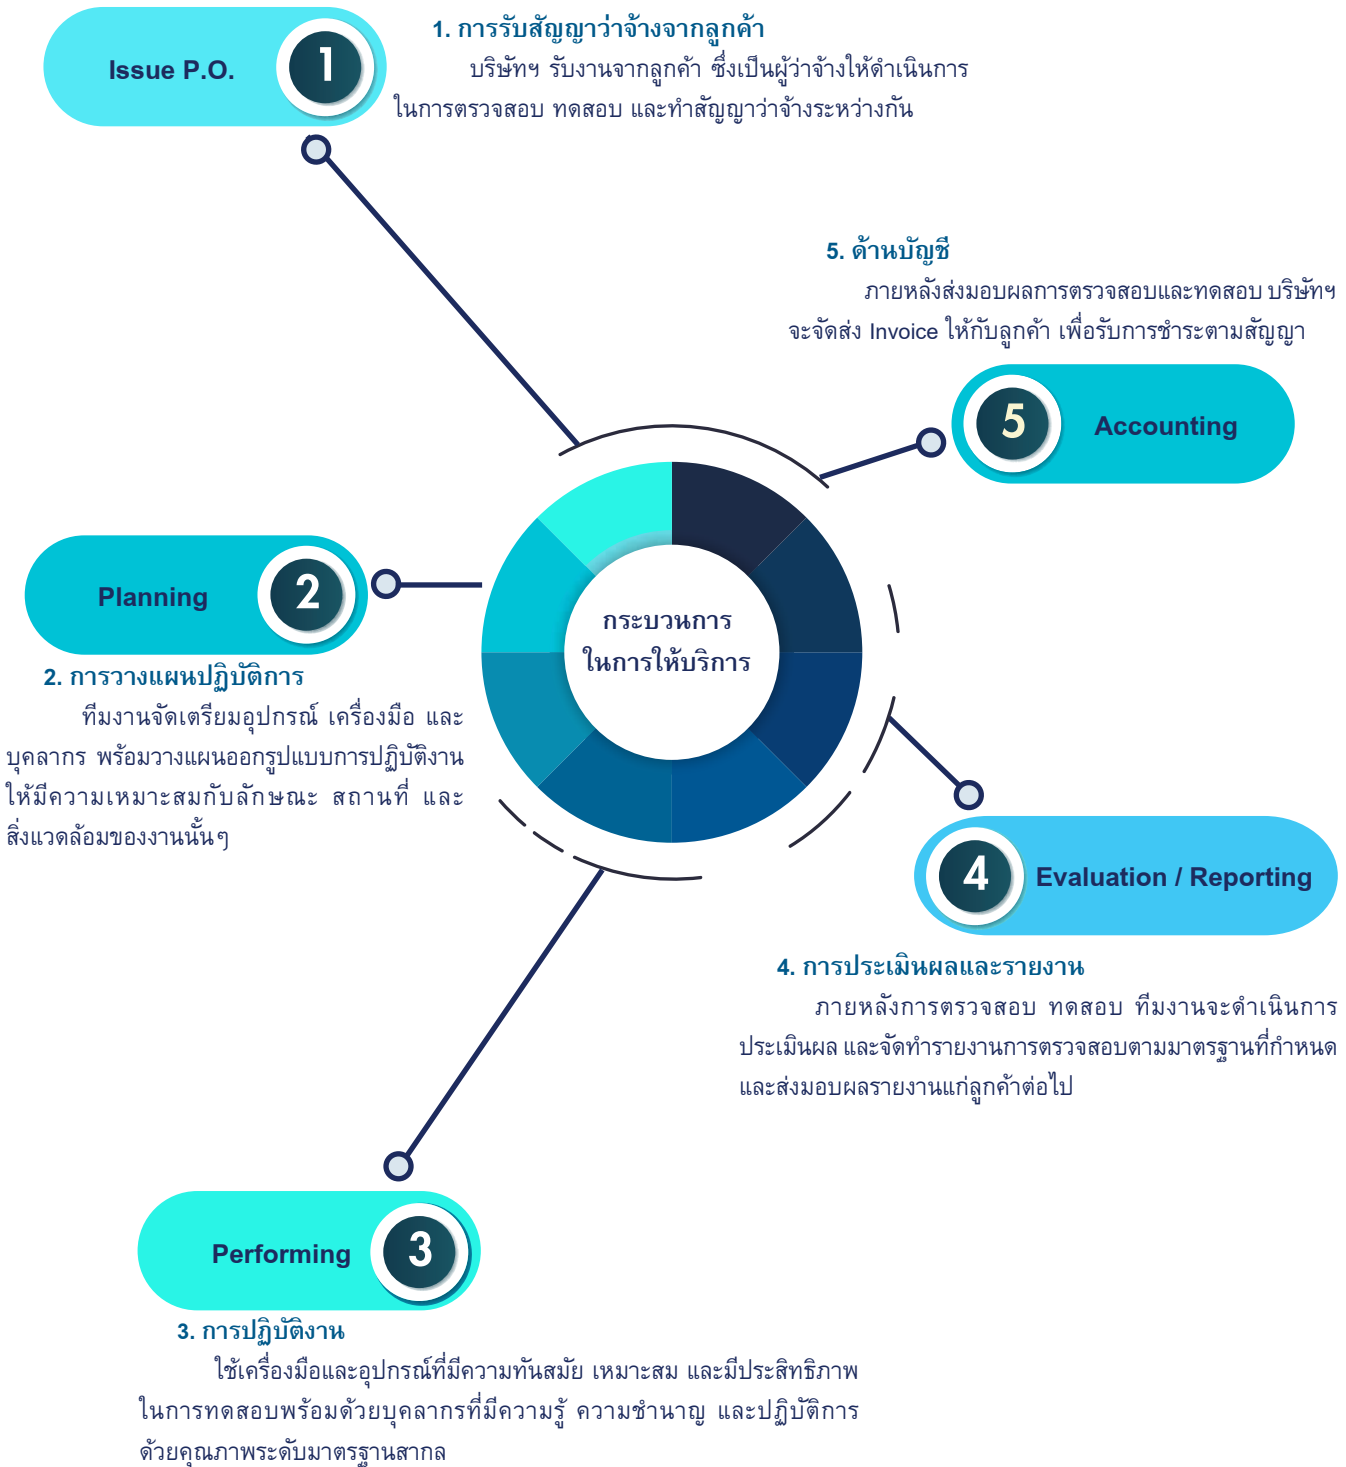 Issue P.O.
1
1. การรับสัญญาว่าจ้างจากลูกค้า
บริษัทฯ รับงานจากลูกค้า ซึ่งเป็นผู้ว่าจ้างให้ดำเนินการ
ในการตรวจสอบ ทดสอบ และทำสัญญาว่าจ้างระหว่างกัน
5. ด้านบัญชี
ภายหลังส่งมอบผลการตรวจสอบและทดสอบ บริษัทฯ
จะจัดส่ง Invoice ให้กับลูกค้า เพื่อรับการชำระตามสัญญา
5
Accounting
กระบวนการ
ในการให้บริการ
Planning
2
2. การวางแผนปฏิบัติการ
ทีมงานจัดเตรียมอุปกรณ์ เครื่องมือ และ
บุคลากร พร้อมวางแผนออกรูปแบบการปฏิบัติงาน
ให้มีความเหมาะสมกับลักษณะ สถานที่ และ
สิ่งแวดล้อมของงานนั้นๆ
4
Evaluation / Reporting
4. การประเมินผลและรายงาน
ภายหลังการตรวจสอบ ทดสอบ ทีมงานจะดำเนินการ
ประเมินผล และจัดทำรายงานการตรวจสอบตามมาตรฐานที่กำหนด
และส่งมอบผลรายงานแก่ลูกค้าต่อไป
Performing
3
3. การปฏิบัติงาน
ใช้เครื่องมือและอุปกรณ์ที่มีความทันสมัย เหมาะสม และมีประสิทธิภาพ
ในการทดสอบพร้อมด้วยบุคลากรที่มีความรู้ ความชำนาญ และปฏิบัติการ
ด้วยคุณภาพระดับมาตรฐานสากล